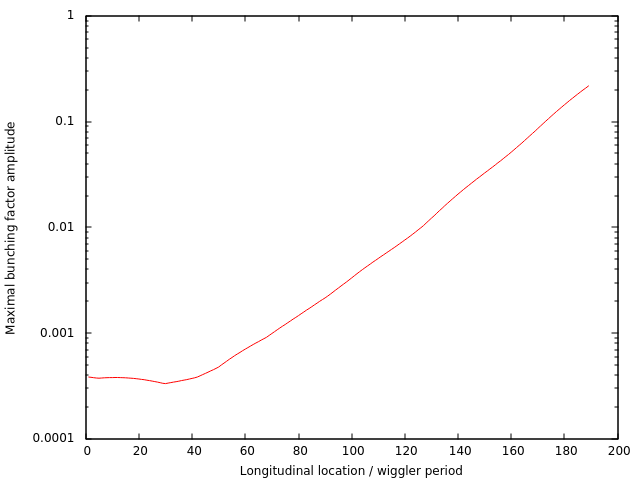 1
0.1
0.01
0.001
0.0001
Maximal bunching factor amplitude
0 20 40 60 80 100 120 140 160 180 200
Longitudinal location / wiggler period